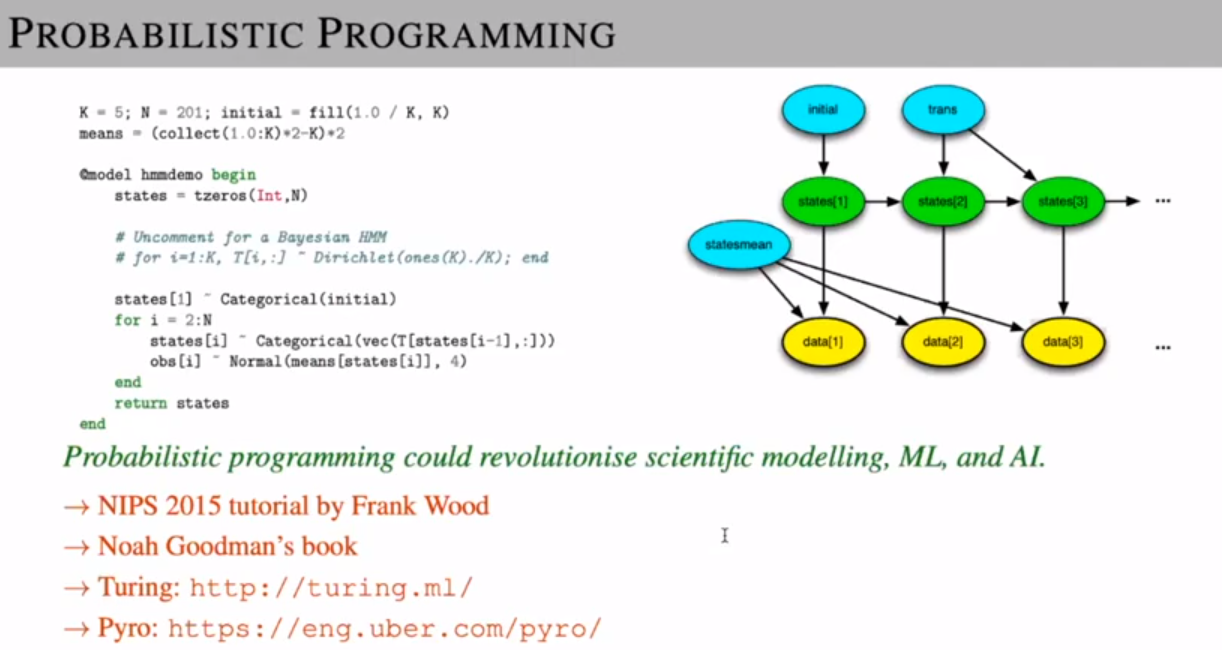 PROBABILISTIC PROGRAMMING
K = 5; N = 201; initial = fill(1.0 / K, K)
means = (collect(1.0:K)*2-K)*2
@model hmmdemo begin
states = tzeros(Int,N)
# Uncomment for a Bayesian HMM
# for i=1:K, T[i,:] ~ Dirichlet(ones(K)./K); end
states[1] ~ Categorical(initial)
for i = 2:N
states[i] ~ Categorical(vec(T[states[i-1],:]))
obs[i] ~ Normal(means[states[i]], 4)
end
return states
end
initial trans
states[1] states[2] states[3] ...
statesmean
data[1] data[2] data[3] ...
Probabilistic programming could revolutionise scientific modelling, ML, and AI.
→ NIPS 2015 tutorial by Frank Wood
→ Noah Goodman's book
→ Turing: http://turing.ml/
→ Pyro: https://eng.uber.com/pyro/